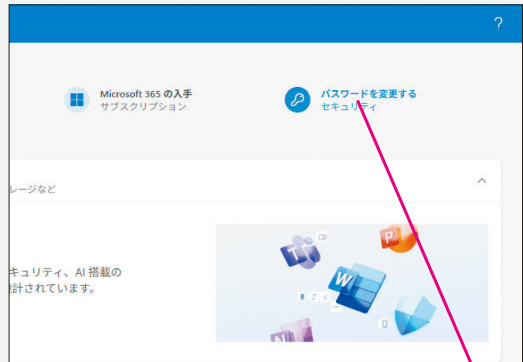 ?
Microsoft 365 の入手
サブスクリプション
パスワードを変更する
セキュリティ
レージなど
キュリティ、AI 搭載の
計されています。
T
P
W
B I U
N